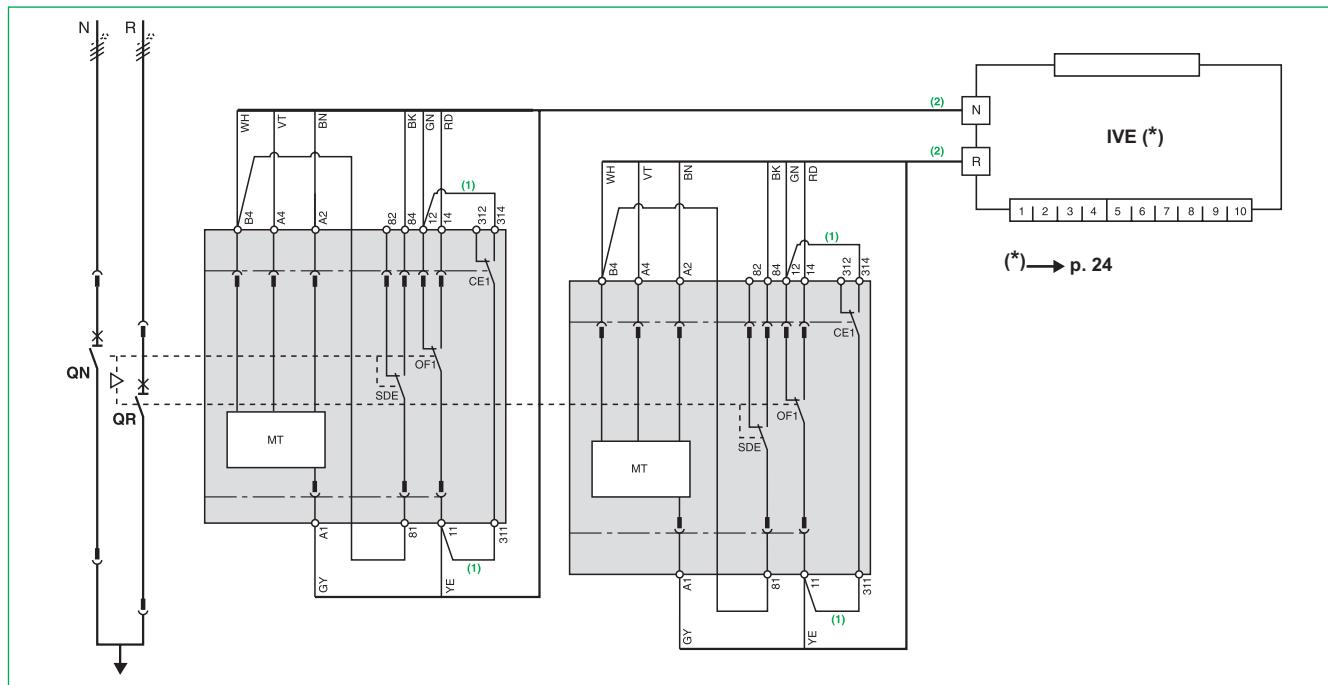 N R
(2) N
IVE (*)
(2) R
1 2 3 4 5 6 7 8 9 10
(*) p. 24
WH VT BN BK GN RD
(1)
B4 A4 A2 82 84 12 14 312 314
CE1
OF1
SDE
MT
A1 81 11 311
(1)
GY YE
QN
QR
WH VT BN BK GN RD
(1)
B4 A4 A2 82 84 12 14 312 314
CE1
OF1
SDE
MT
A1 81 11 311
(1)
GY YE